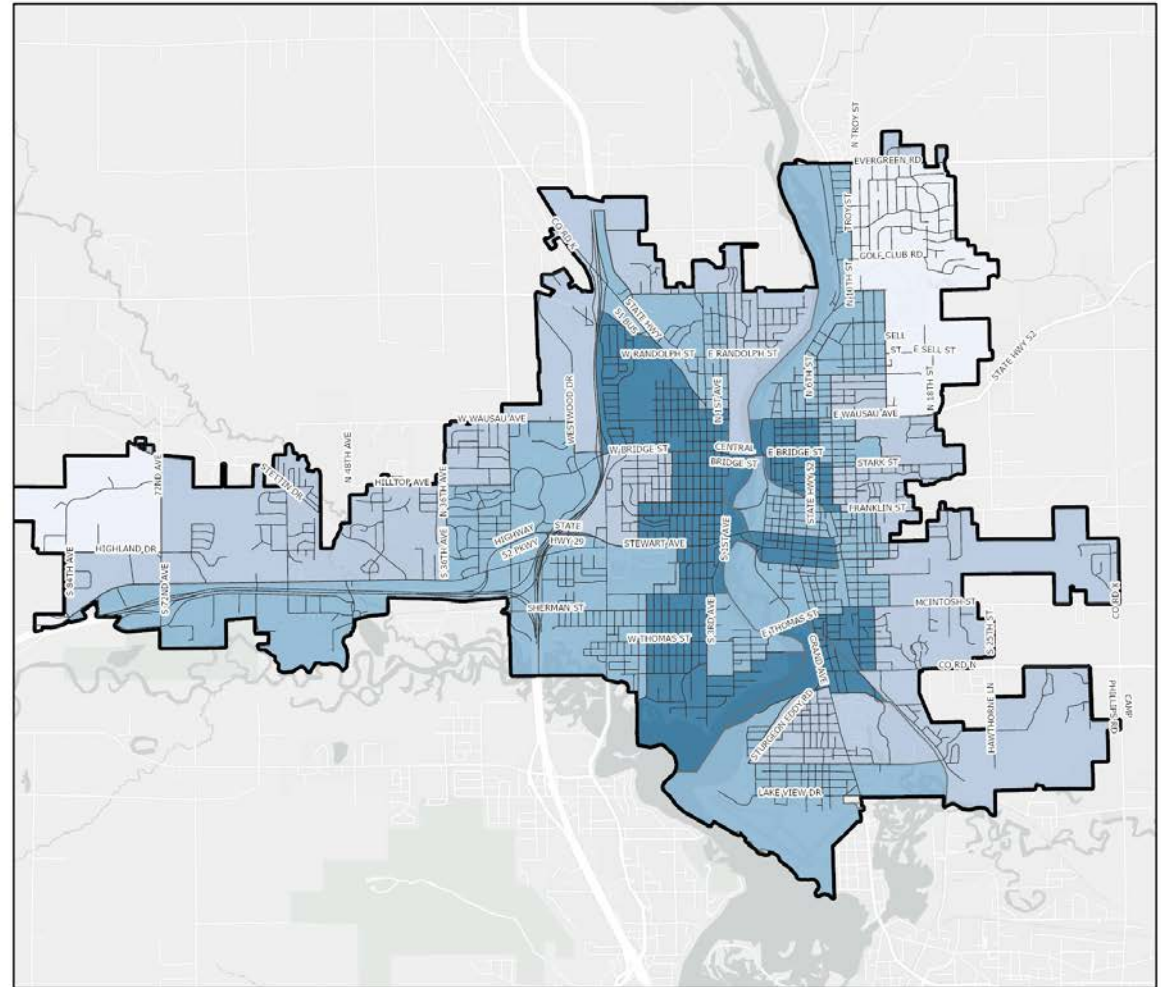 N TROY ST
EVERGREEN RD
TROY ST
GOLF CLUB RD
CO RD K
N 10TH ST
STATE HWY
51 BUS
SELL
ST
E SELL ST
STATE HWY 52
W RANDOLPH ST
E RANDOLPH ST
N 6TH ST
N 18TH ST
WESTWOOD DR
N 1ST AVE
W WAUSAU AVE
E WAUSAU AVE
N 48TH AVE
W BRIDGE ST
CENTRAL
BRIDGE ST
E BRIDGE ST
STARK ST
72ND AVE
STETTIN DR
HILLTOP AVE
N 36TH AVE
STATE HWY 52
FRANKLIN ST
HIGHLAND DR
HIGHWAY
52 PKWY
STATE
HWY 29
STEWART AVE
S 1ST AVE
S 84TH AVE
S 72ND AVE
S 36TH AVE
SHERMAN ST
MCINTOSH ST
CO RD X
W THOMAS ST
S 3RD AVE
E THOMAS ST
S 25TH ST
GRAND AVE
CO RD N
STURGEON EDDY RD
HAWTHORNE LN
CAMP
PHILLIPS RD
LAKE VIEW DR